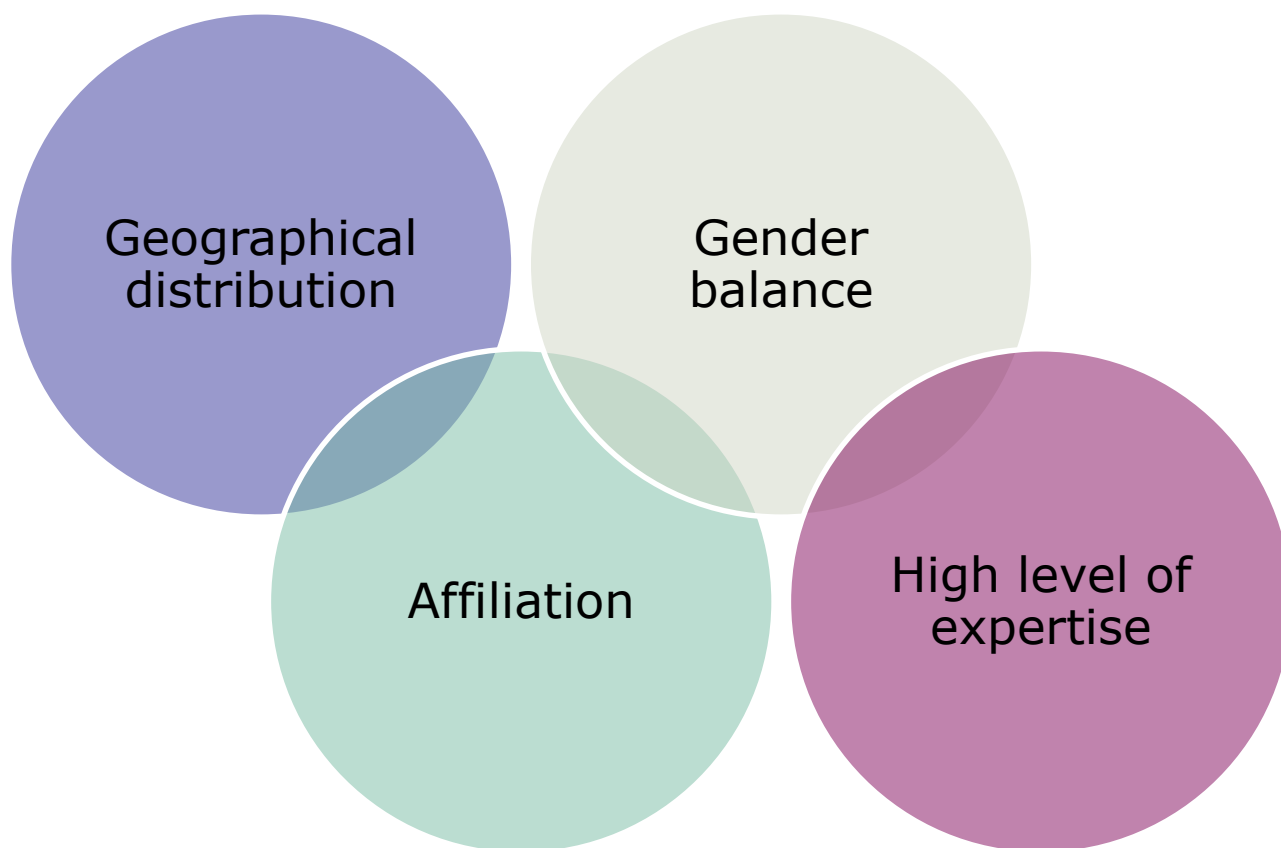 Geographical
distribution
Gender
balance
Affiliation
High level of
expertise